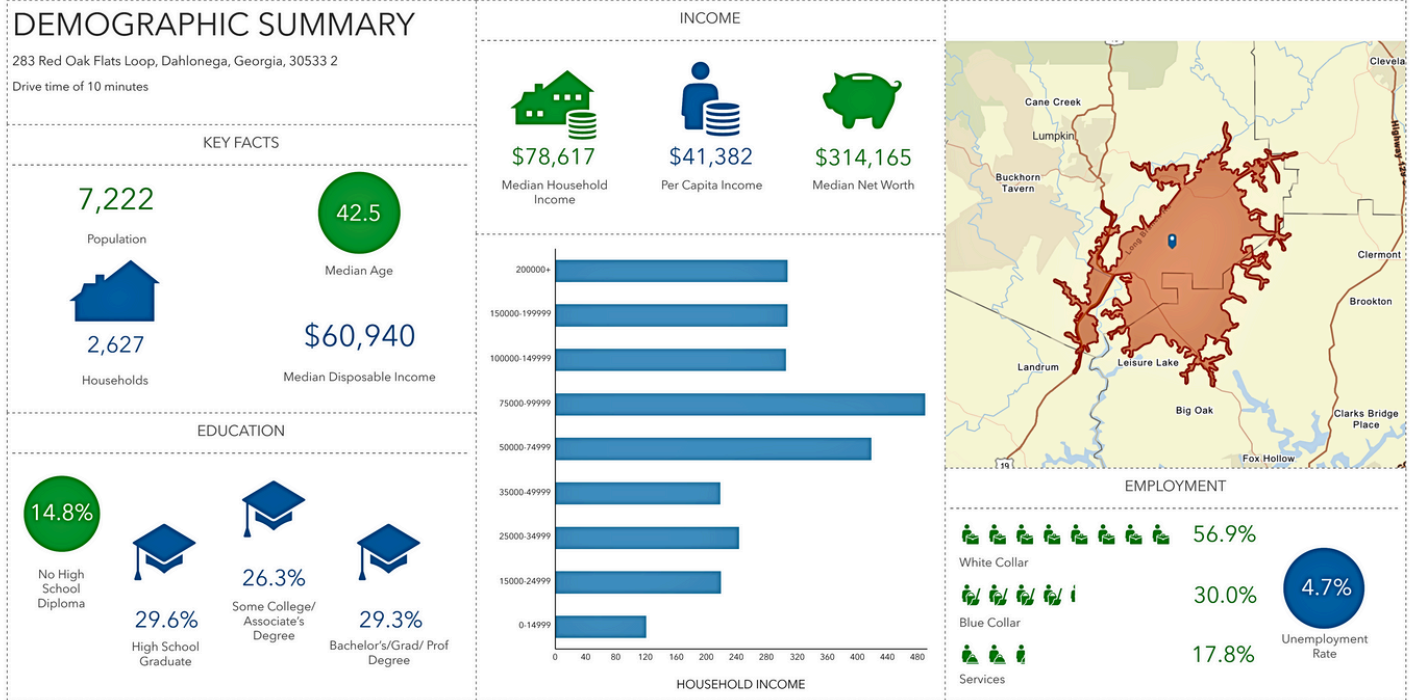 DEMOGRAPHIC SUMMARY
283 Red Oak Flats Loop, Dahlonega, Georgia, 30533 2
Drive time of 10 minutes
KEY FACTS
7,222
Population
42.5
Median Age
2,627
Households
$60,940
Median Disposable Income
EDUCATION
14.8%
No High
School
Diploma
29.6%
High School
Graduate
26.3%
Some College/
Associate's
Degree
29.3%
Bachelor's/Grad/ Prof
Degree
INCOME
$78,617
Median Household
Income
$41,382
Per Capita Income
$314,165
Median Net Worth
200000+
150000-199999
100000-149999
75000-99999
50000-74999
35000-49999
25000-34999
15000-24999
0-14999
0 40 80 120 160 200 240 280 320 360 400 440 480
HOUSEHOLD INCOME
Clevela
Cane Creek
Lumpkin
Highway 129
Buckhorn
Tavern
Clermont
Brookton
Landrum
Leisure Lake
Big Oak
Clarks Bridge
Place
Fox Hollow
19
EMPLOYMENT
56.9%
White Collar
30.0%
Blue Collar
17.8%
Services
4.7%
Unemployment
Rate